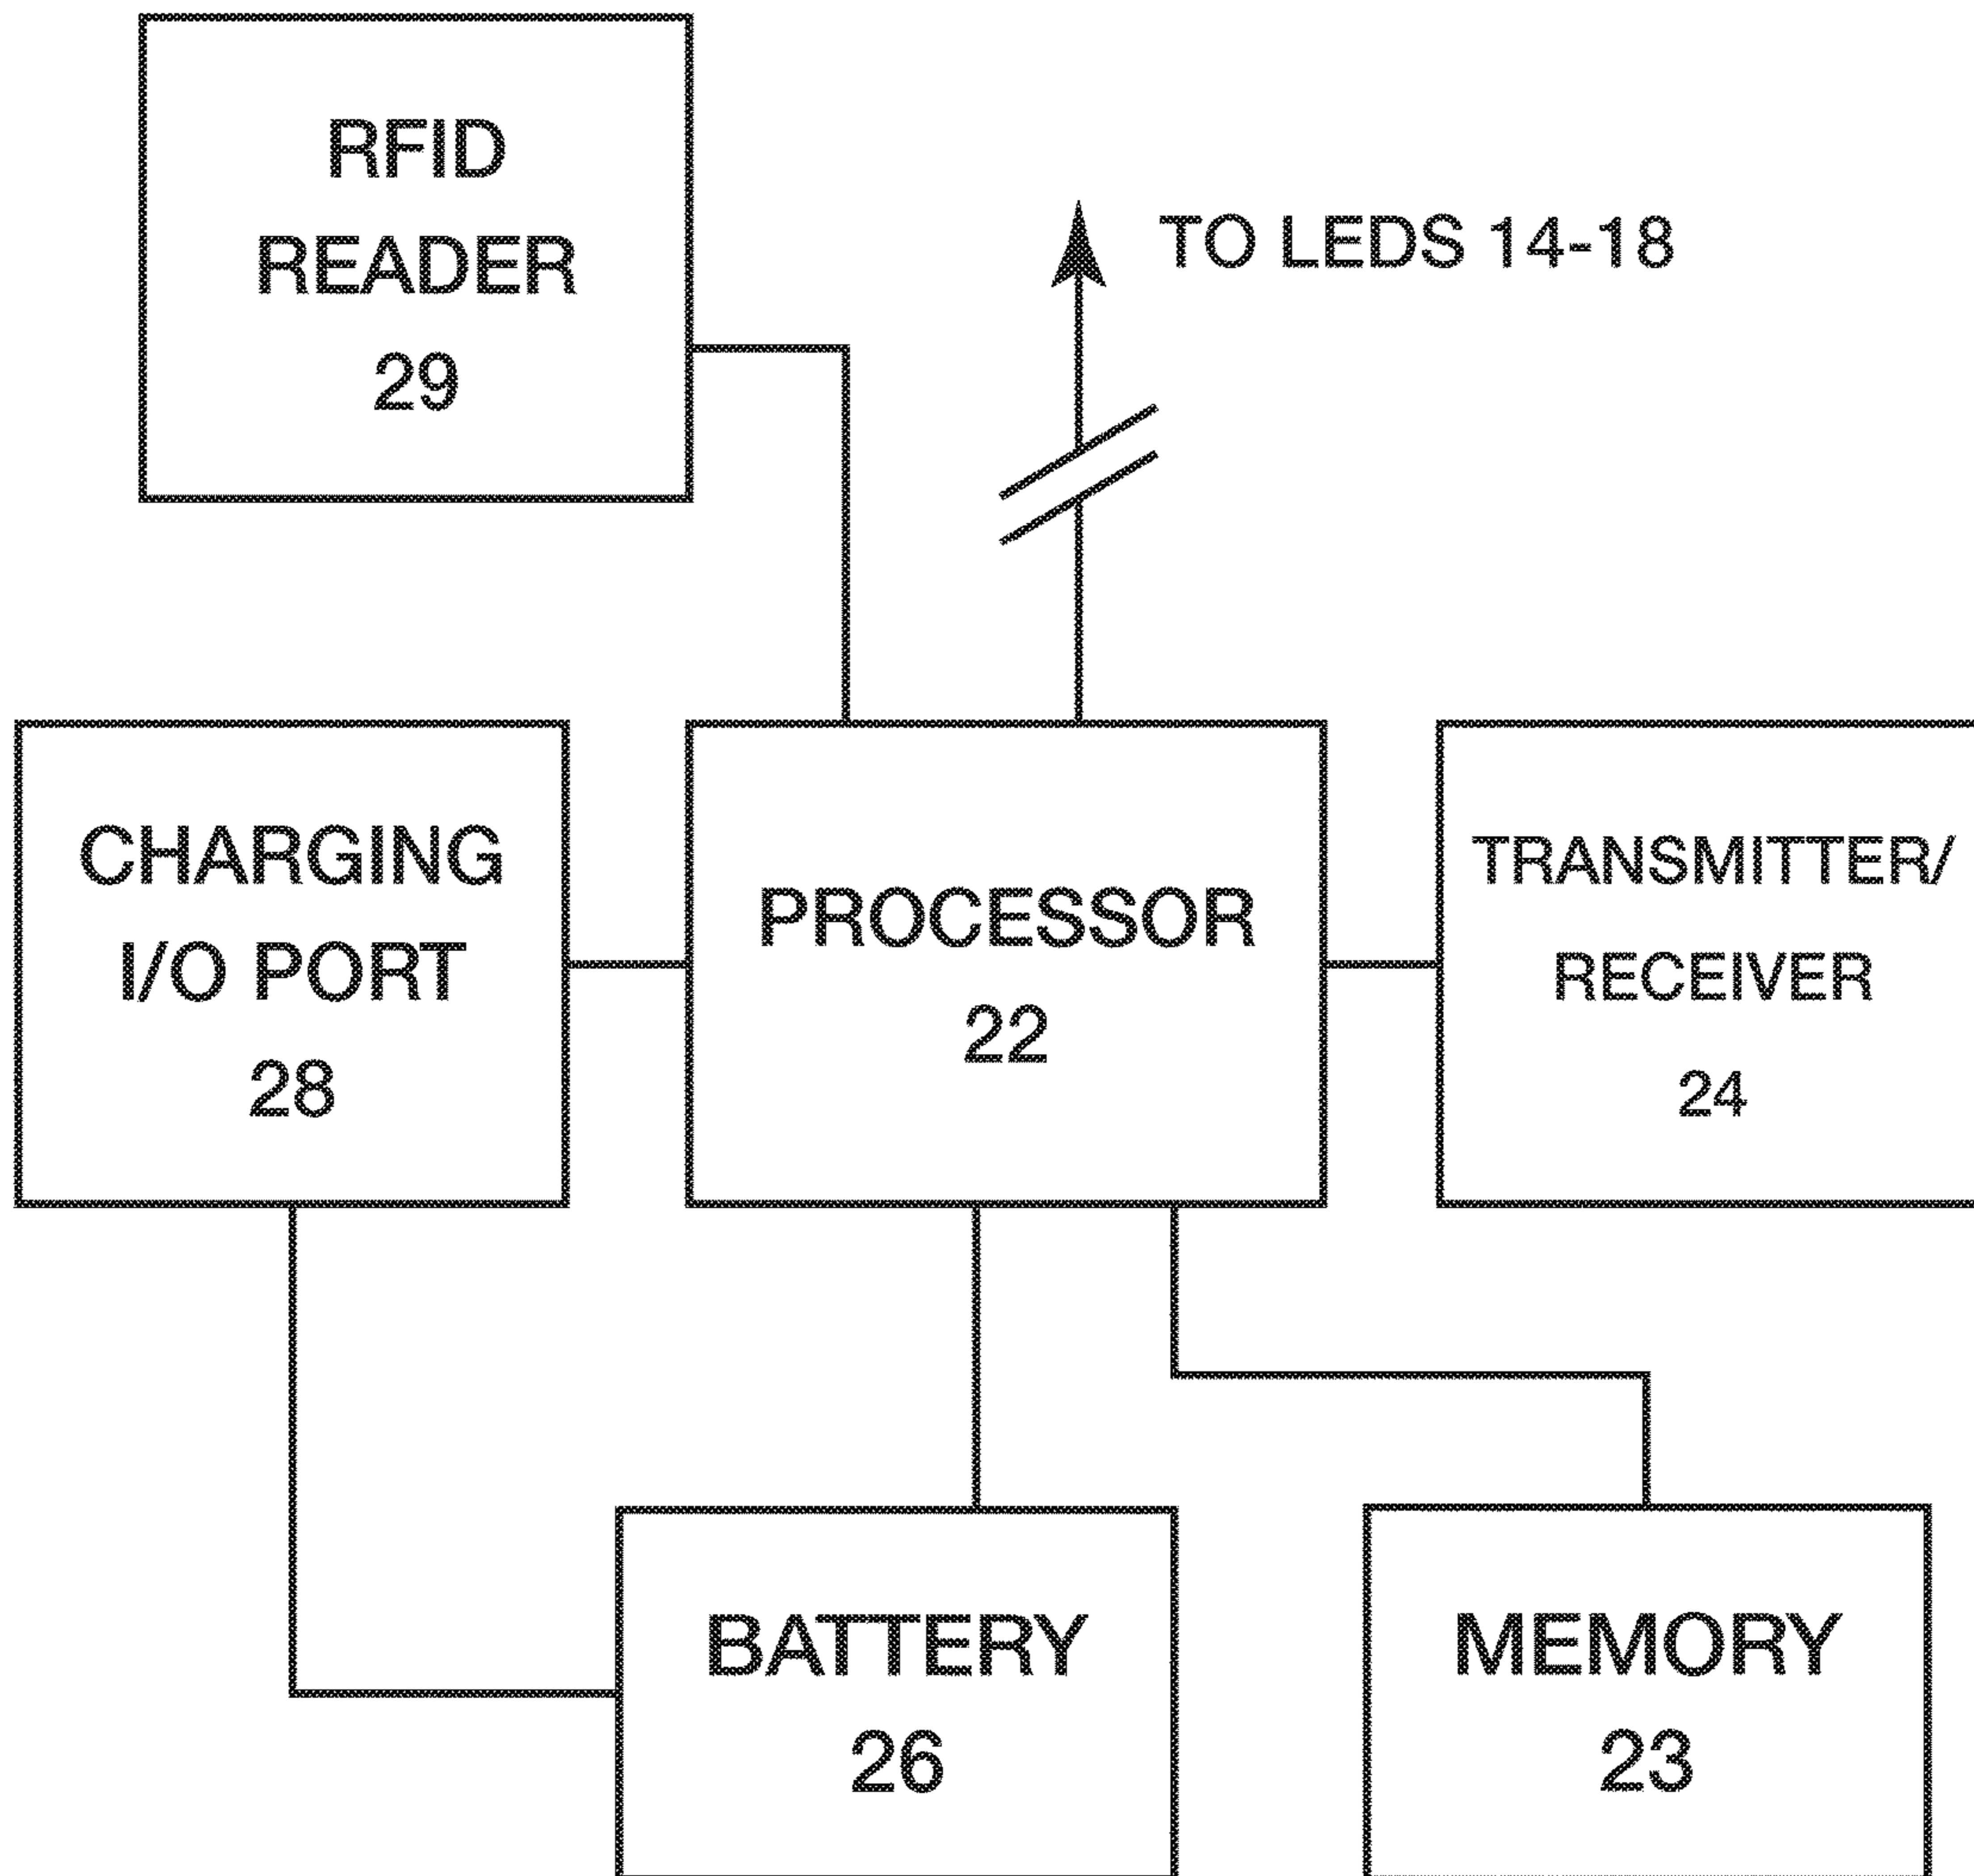 RFID
READER
29
TO LEDS 14-18
CHARGING
I/O PORT
28
PROCESSOR
22
TRANSMITTER/
RECEIVER
24
BATTERY
26
MEMORY
23